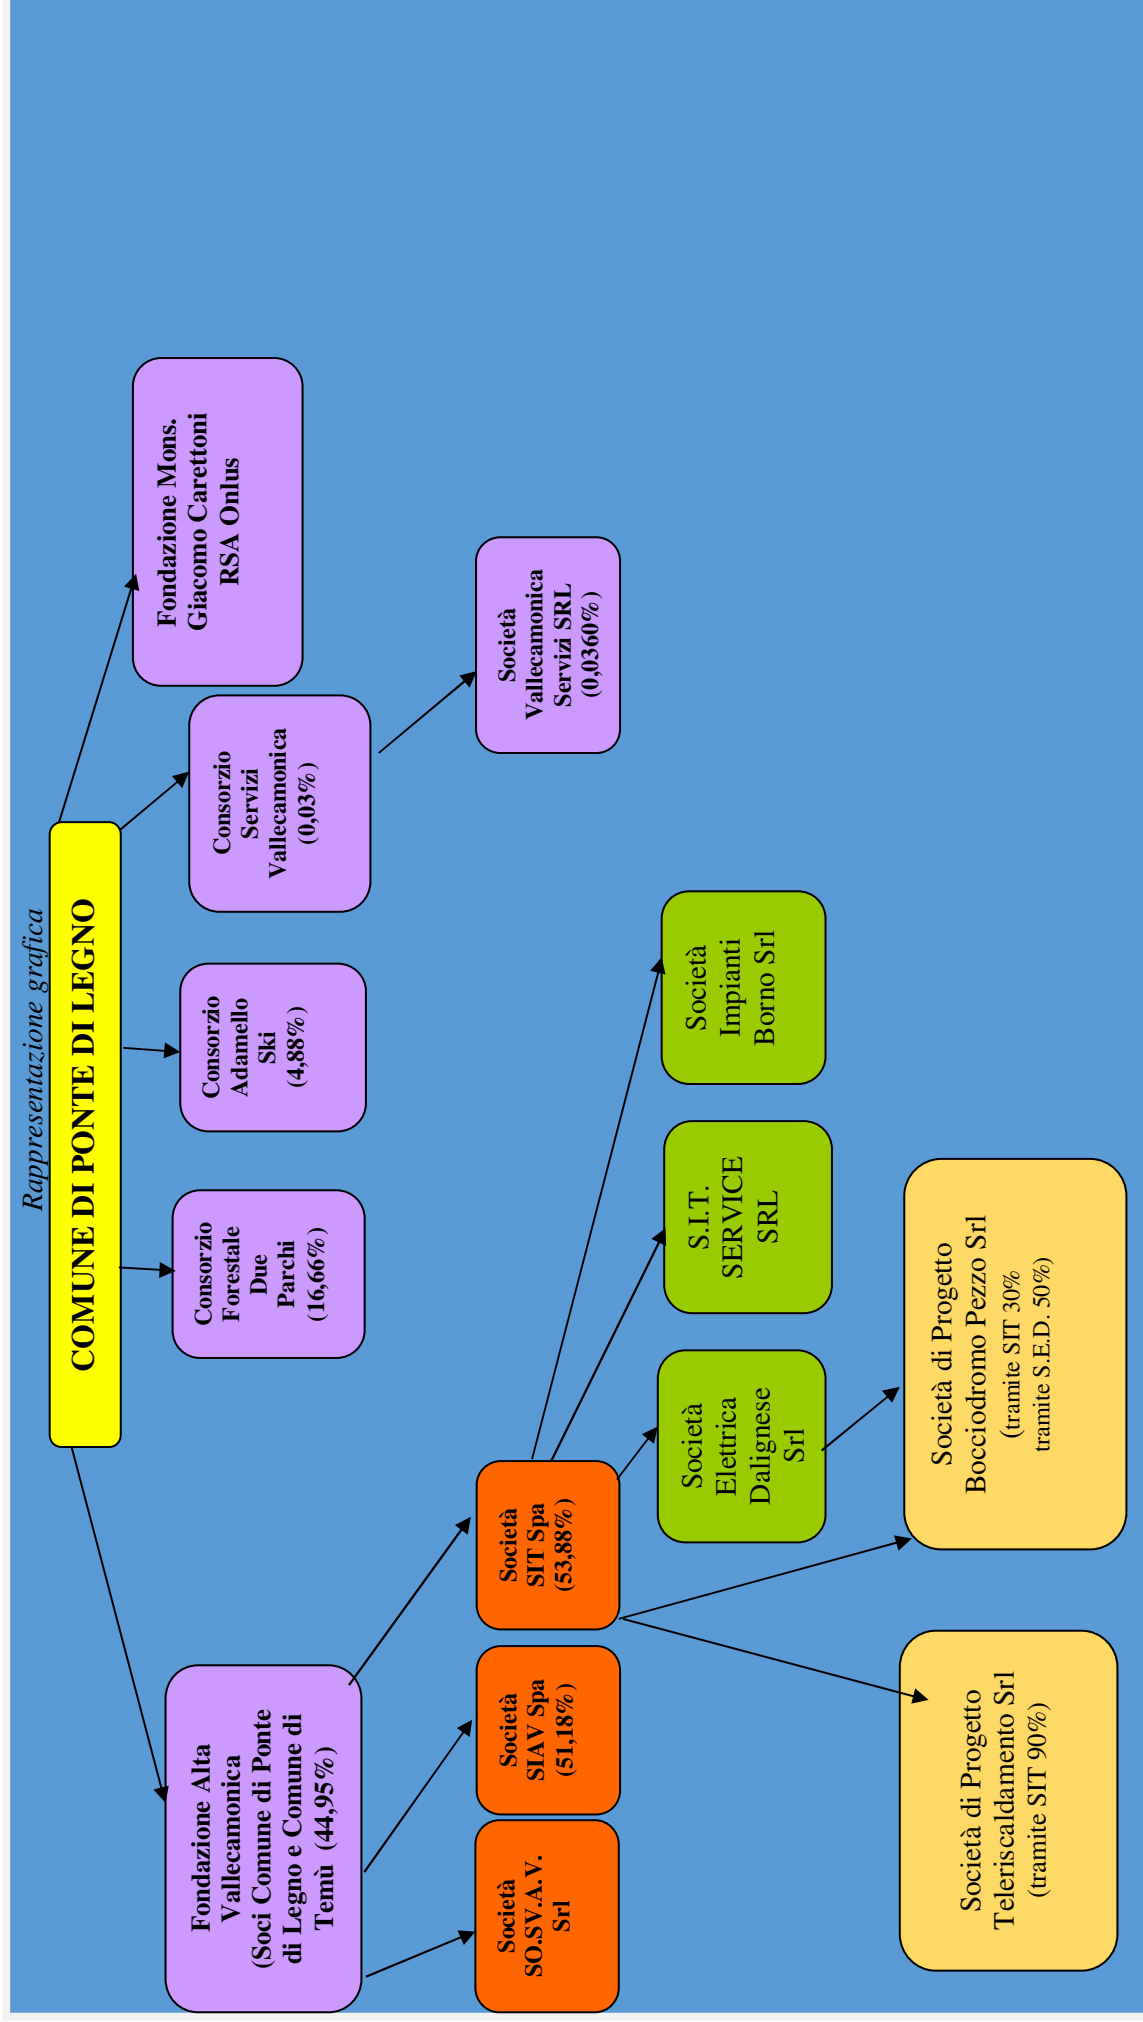 Rappresentazione grafica
COMUNE DI PONTE DI LEGNO
Fondazione Alta
Vallecamonica
(Soci Comune di Ponte
di Legno e Comune di
Temù (44,95%)
Consorzio
Forestale
Due
Parchi
(16,66%)
Consorzio
Adamello
Ski
(4,88%)
Consorzio
Servizi
Vallecamonica
(0,03%)
Fondazione Mons.
Giacomo Carettoni
RSA Onlus
Società
SO.SV.A.V.
Srl
Società
SIAV Spa
(51,18%)
Società
SIT Spa
(53,88%)
Società
Vallecamonica
Servizi SRL
(0,0360%)
Società
Elettrica
Dalignese
Srl
S.I.T.
SERVICE
SRL
Società
Impianti
Borno Srl
Società di Progetto
Teleriscaldamento Srl
(tramite SIT 90%)
Società di Progetto
Bocciodromo Pezzo Srl
(tramite SIT 30%
tramite S.E.D. 50%)